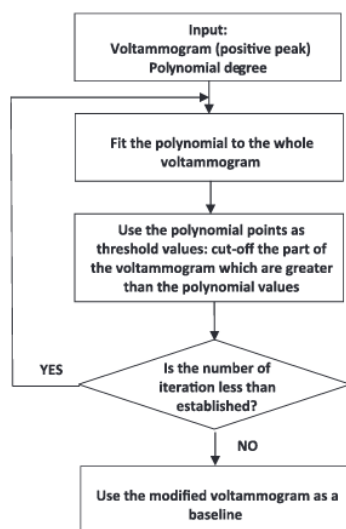 Input:
Voltammogram (positive peak)
Polynomial degree
Fit the polynomial to the whole
voltammogram
Use the polynomial points as
threshold values: cut-off the part
of the voltammogram which are greater
than the polynomial values
Is the number of
iteration less than
established?
YES
NO
Use the modified voltammogram as a
baseline